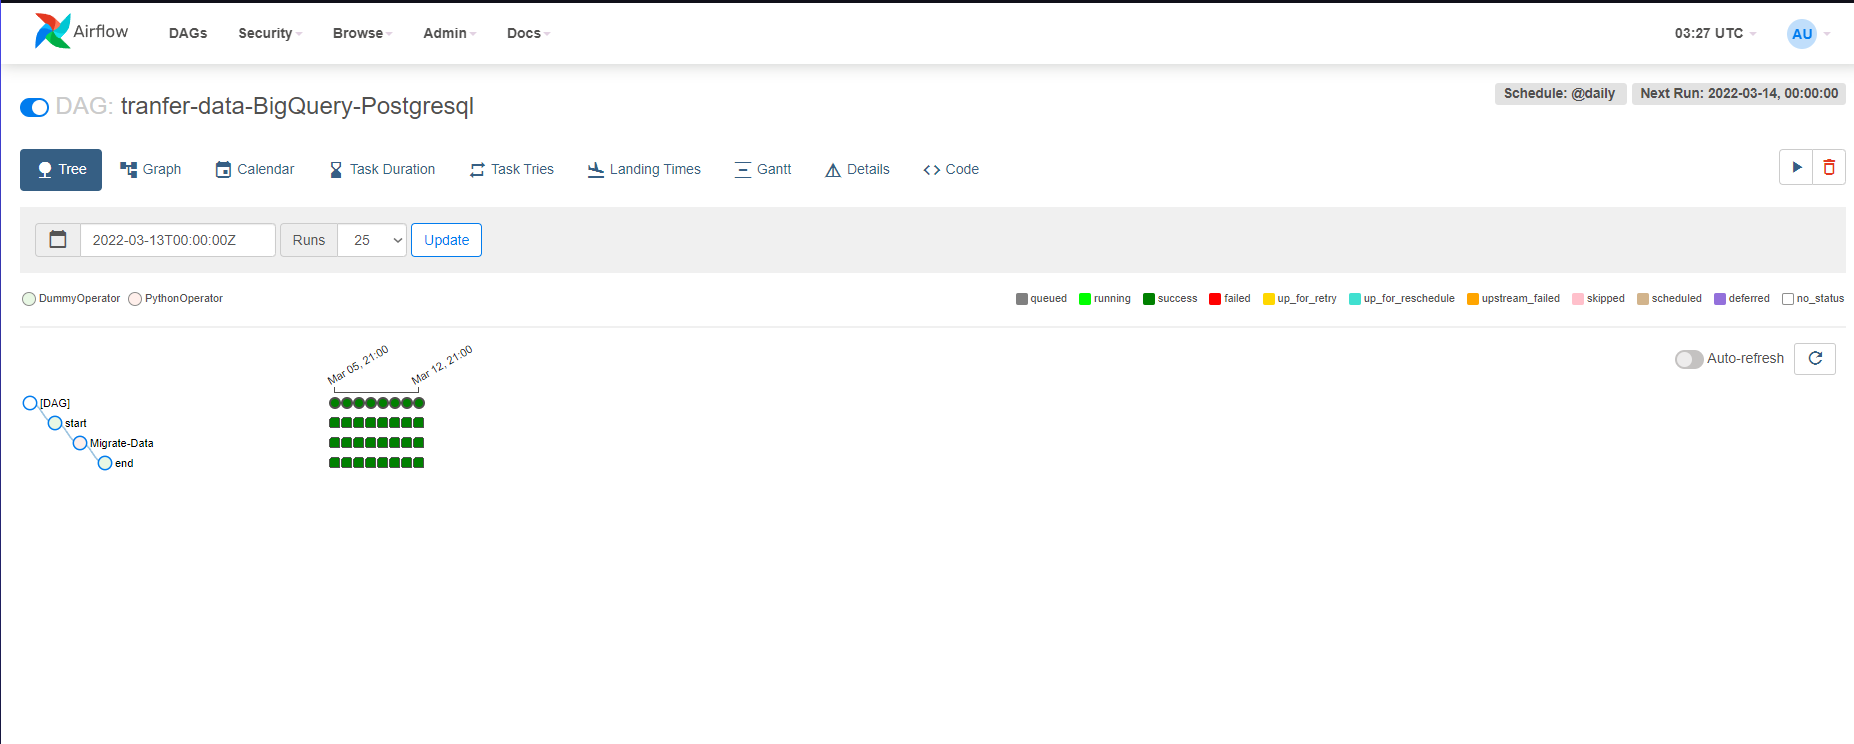 Airflow DAGs Security Browse Admin Docs 03:27 UTC AU
DAG: tranfer-data-BigQuery-Postgresql Schedule: @daily Next Run: 2022-03-14, 00:00:00
Tree Graph Calendar Task Duration Task Tries Landing Times Gantt Details Code
2022-03-13T00:00:00Z Runs 25 Update
DummyOperator PythonOperator queued running success failed up_for_retry up_for_reschedule upstream_failed skipped scheduled deferred no_status
Mar 05, 21:00 Mar 12, 21:00 Auto-refresh
[DAG]
start
Migrate-Data
end